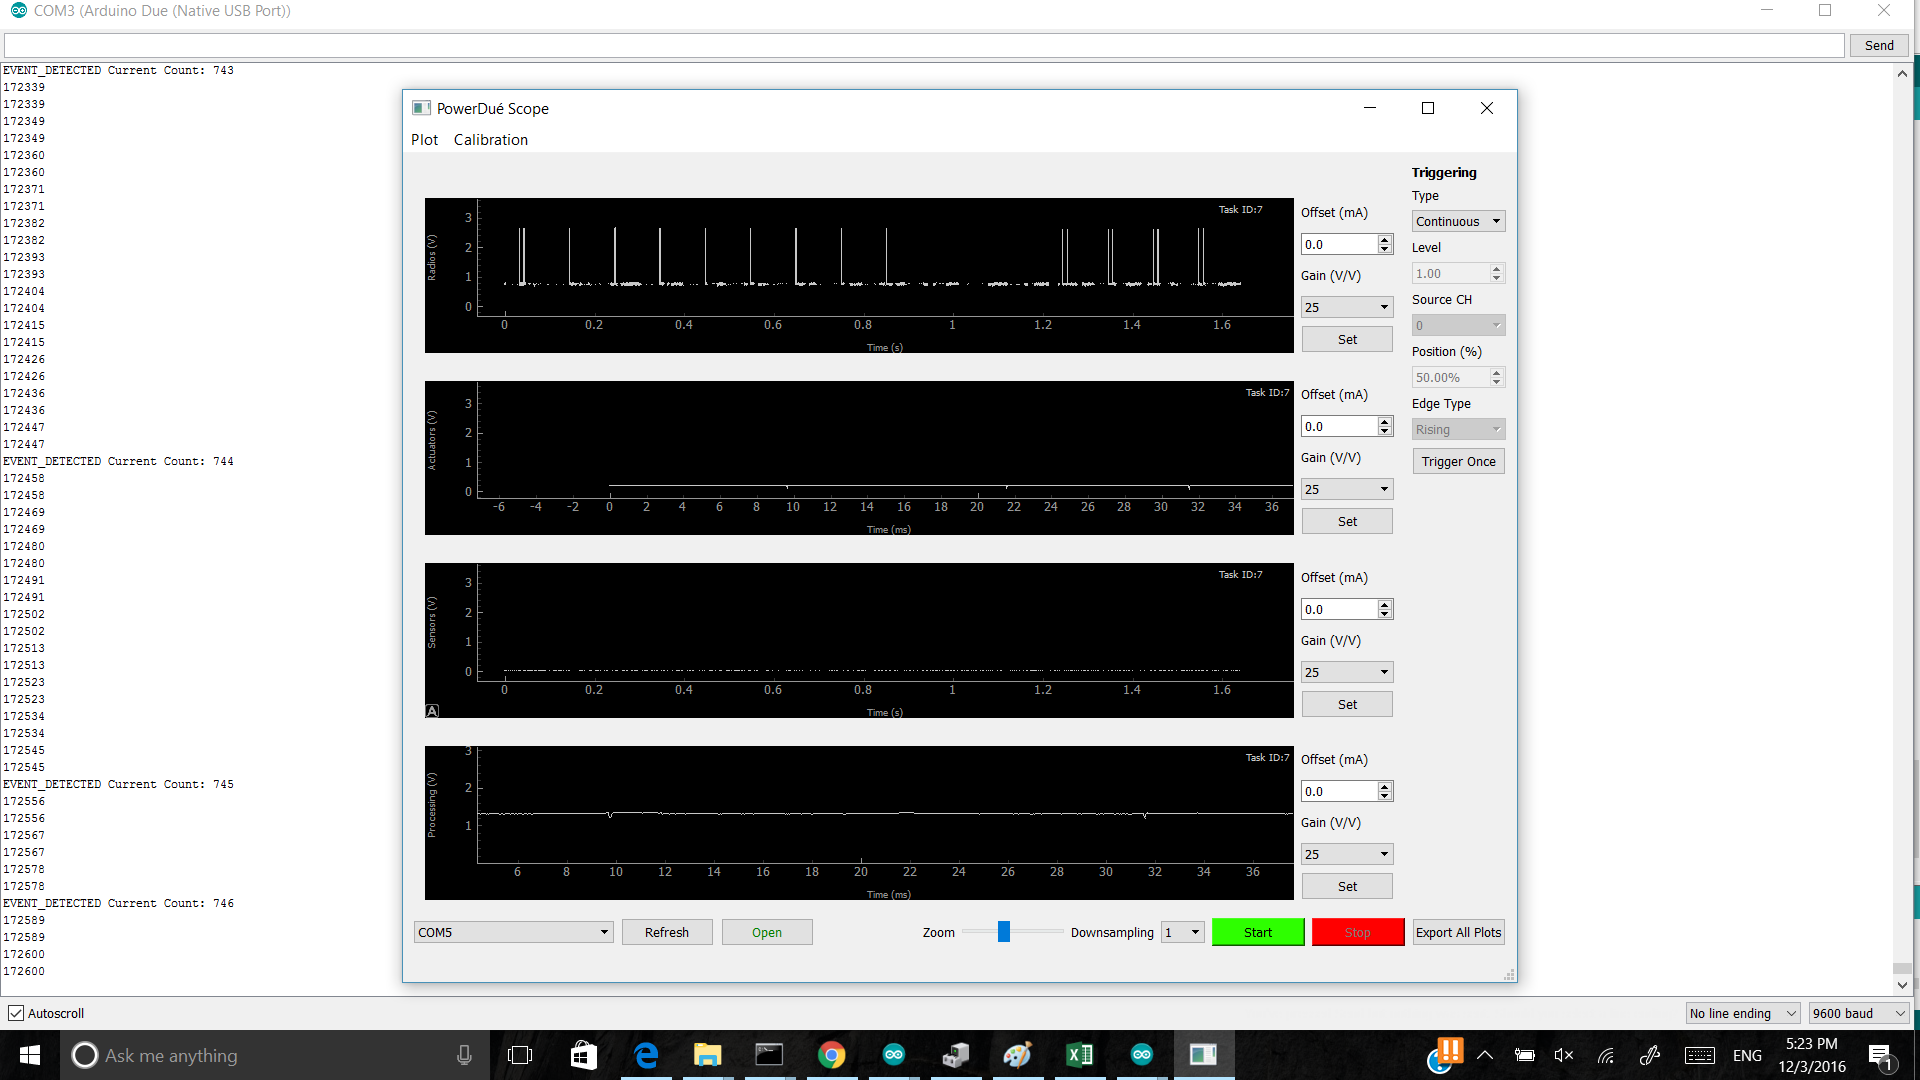 COM3 (Arduino Due (Native USB Port))
Send
EVENT_DETECTED Current Count: 743
172339
172339
172349
172349
172360
172360
172371
172371
172382
172382
172393
172393
172404
172404
172415
172415
172426
172426
172436
172436
172447
172447
EVENT_DETECTED Current Count: 744
172458
172458
172469
172469
172480
172480
172491
172491
172502
172502
172513
172513
172523
172523
172534
172534
172545
172545
EVENT_DETECTED Current Count: 745
172556
172556
172567
172567
172578
172578
EVENT_DETECTED Current Count: 746
172589
172589
172600
172600
PowerDué Scope
Plot Calibration
Task ID:7
Radios (V)
3
2
1
0
0 0.2 0.4 0.6 0.8 1 1.2 1.4 1.6
Time (s)
Offset (mA)
0.0
Gain (V/V)
25
Set
Task ID:7
Actuators (V)
3
2
1
0
-6 -4 -2 0 2 4 6 8 10 12 14 16 18 20 22 24 26 28 30 32 34 36
Time (ms)
Offset (mA)
0.0
Gain (V/V)
25
Set
Task ID:7
Sensors (V)
3
2
1
0
0 0.2 0.4 0.6 0.8 1 1.2 1.4 1.6
Time (s)
A
Offset (mA)
0.0
Gain (V/V)
25
Set
Task ID:7
Processing (V)
3
2
1
6 8 10 12 14 16 18 20 22 24 26 28 30 32 34 36
Time (ms)
Offset (mA)
0.0
Gain (V/V)
25
Set
Triggering
Type
Continuous
Level
1.00
Source CH
0
Position (%)
50.00%
Edge Type
Rising
Trigger Once
COM5 Refresh Open Zoom Downsampling 1 Start Stop Export All Plots
Autoscroll No line ending 9600 baud
Ask me anything
ENG
5:23 PM
12/3/2016
1